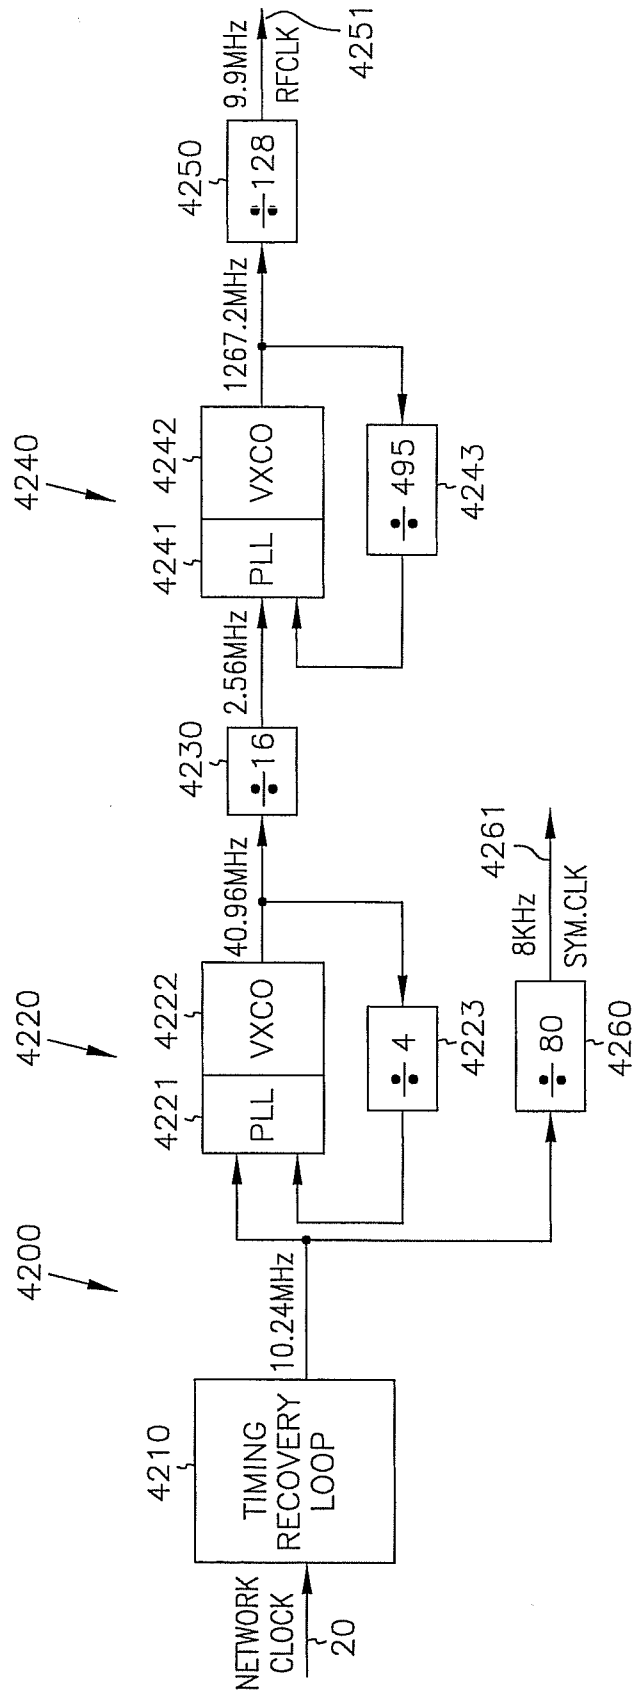 4200
4220
4240
4210
TIMING
RECOVERY
LOOP
NETWORK
CLOCK
20
10.24MHz
4221
4222
PLL
VXCO
÷ 4
4223
40.96MHz
4230
÷16
2.56MHz
4241
4242
PLL
VXCO
÷ 495
4243
1267.2MHz
4250
÷128
9.9MHz
RFCLK
4251
÷ 80
4260
8KHz
SYM.CLK
4261